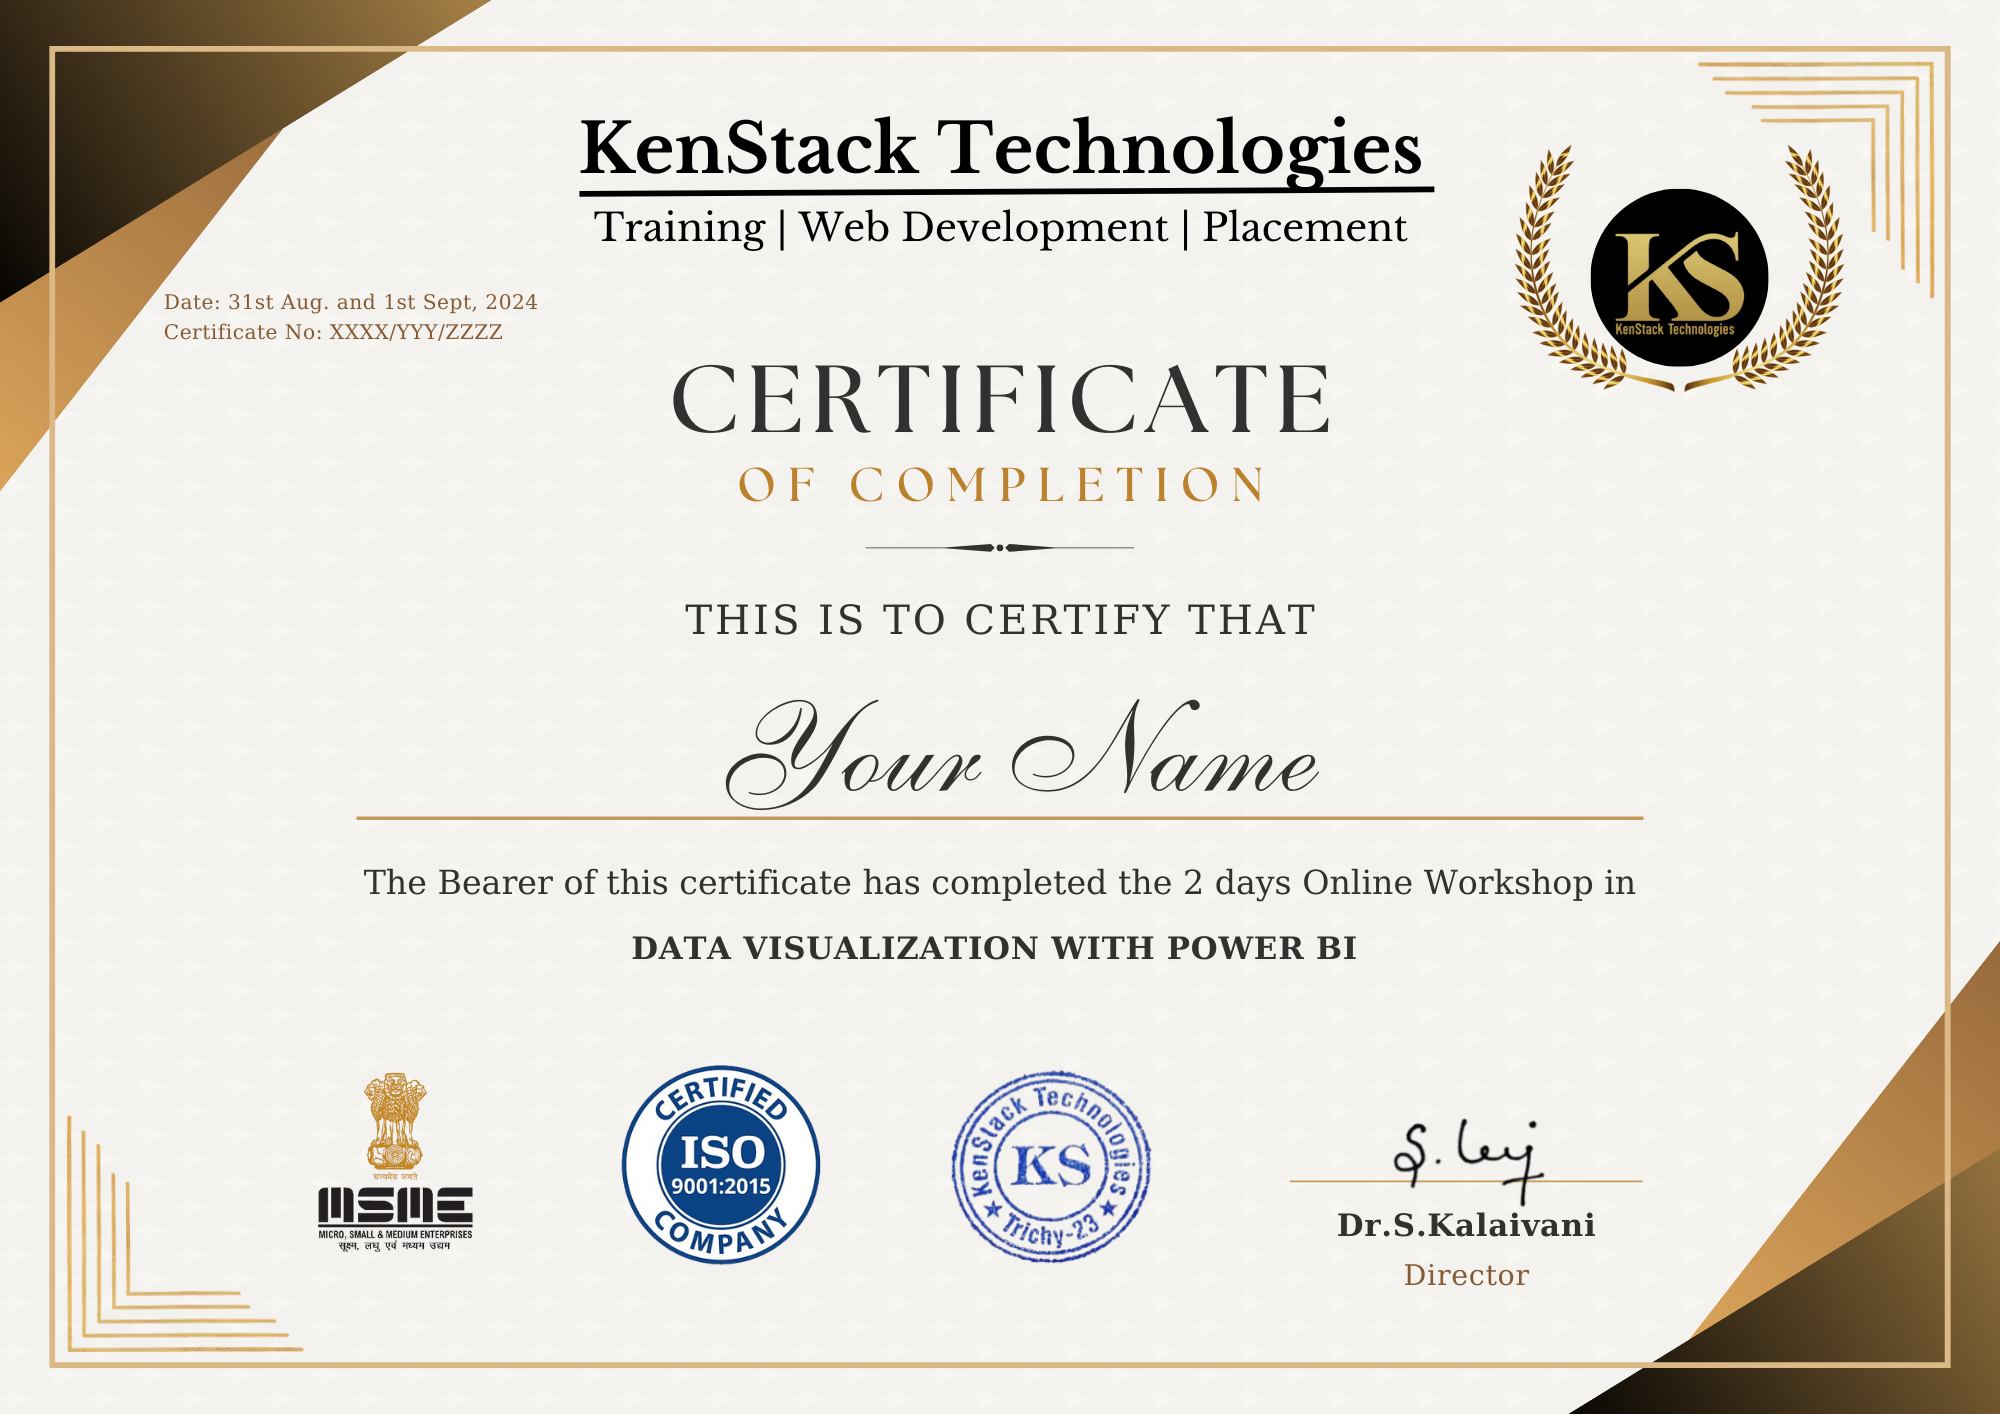 KenStack Technologies
Training | Web Development | Placement
Date: 31st Aug. and 1st Sept, 2024
Certificate No: XXXX/YYY/ZZZZ
KS
KenStack Technologies
CERTIFICATE
OF COMPLETION
THIS IS TO CERTIFY THAT
Your Name
The Bearer of this certificate has completed the 2 days Online Workshop in
DATA VISUALIZATION WITH POWER BI
सत्यमेव जयते
MSME
MICRO, SMALL & MEDIUM ENTERPRISES
सूक्ष्म, लघु एवं मध्यम उद्यम
CERTIFIED
ISO
9001:2015
COMPANY
KenStack Technologies
KS
★ Trichy-23 ★
Dr.S.Kalaivani
Director